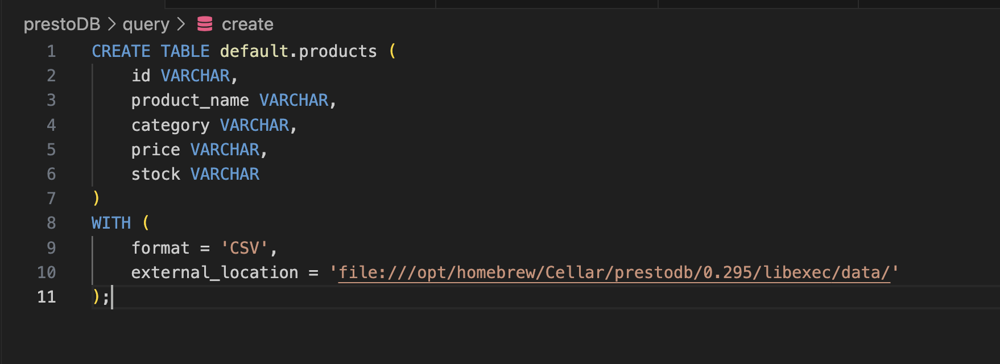 prestoDB > query > create
1 CREATE TABLE default.products (
2     id VARCHAR,
3     product_name VARCHAR,
4     category VARCHAR,
5     price VARCHAR,
6     stock VARCHAR
7 )
8 WITH (
9     format = 'CSV',
10     external_location = 'file:///opt/homebrew/Cellar/prestodb/0.295/libexec/data/'
11 );